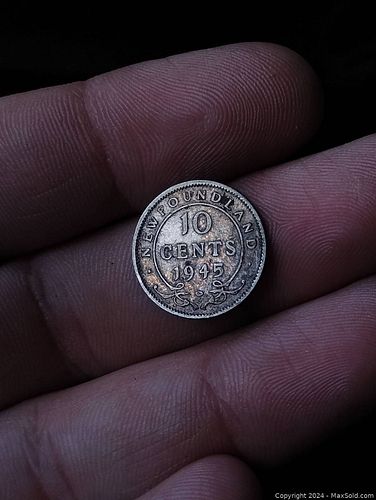 NEWFOUNDLAND
10
CENTS
1945
Copyright 2024 - MaxSold.com